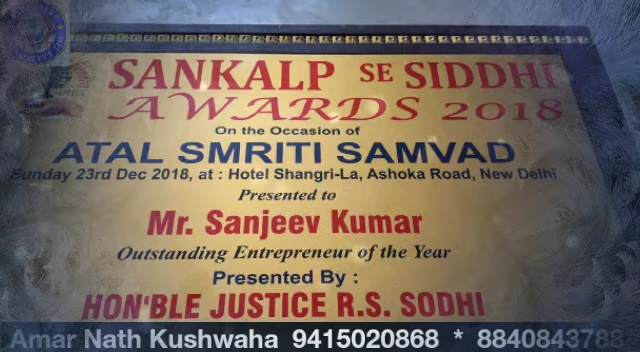 SANKALP SE SIDDHI
AWARDS 2018
On the Occasion of
ATAL SMRITI SAMVAD
Sunday 23rd Dec 2018, at : Hotel Shangri-La, Ashoka Road, New Delhi
Presented to
Mr. Sanjeev Kumar
Outstanding Entrepreneur of the Year
Presented By :
HON'BLE JUSTICE R.S. SODHI
Amar Nath Kushwaha 9415020868 * 8840843788